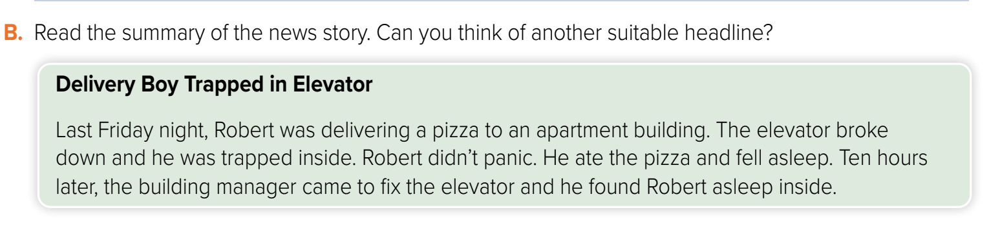 B. Read the summary of the news story. Can you think of another suitable headline?
Delivery Boy Trapped in Elevator
Last Friday night, Robert was delivering a pizza to an apartment building. The elevator broke
down and he was trapped inside. Robert didn’t panic. He ate the pizza and fell asleep. Ten hours
later, the building manager came to fix the elevator and he found Robert asleep inside.